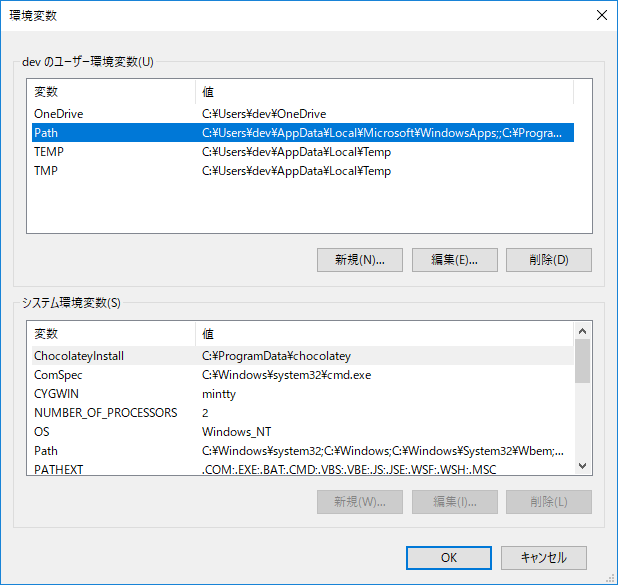 環境変数
dev のユーザー環境変数(U)
変数 値
OneDrive C:¥Users¥dev¥OneDrive
Path C:¥Users¥dev¥AppData¥Local¥Microsoft¥WindowsApps;;C:¥Progra...
TEMP C:¥Users¥dev¥AppData¥Local¥Temp
TMP C:¥Users¥dev¥AppData¥Local¥Temp
新規(N)... 編集(E)... 削除(D)
システム環境変数(S)
変数 値
ChocolateyInstall C:¥ProgramData¥chocolatey
ComSpec C:¥Windows¥system32¥cmd.exe
CYGWIN mintty
NUMBER_OF_PROCESSORS 2
OS Windows_NT
Path C:¥Windows¥system32;C:¥Windows;C:¥Windows¥System32¥Wbem;...
PATHEXT .COM;.EXE;.BAT;.CMD;.VBS;.VBE;.JS;.JSE;.WSF;.WSH;.MSC
新規(W)... 編集(I)... 削除(L)
OK キャンセル